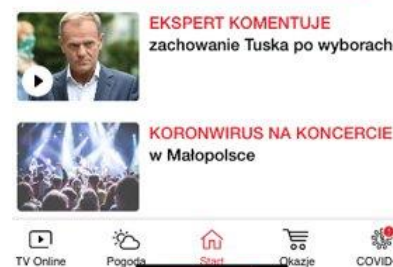 EKSPERT KOMENTUJE
zachowanie Tuska po wyborach
KORONWIRUS NA KONCERCIE
w Małopolsce
TV Online Pogoda Start Okazje COVID